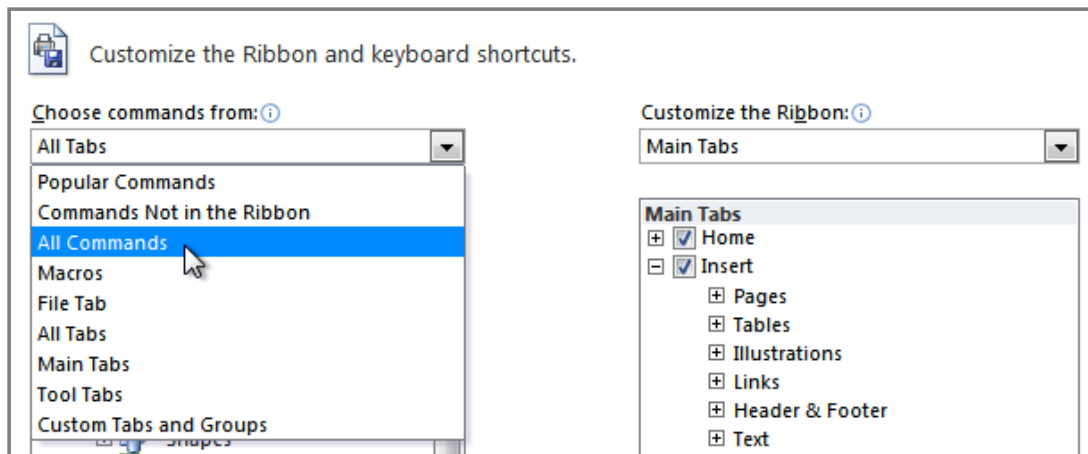 Customize the Ribbon and keyboard shortcuts.
Choose commands from:
All Tabs
Popular Commands
Commands Not in the Ribbon
All Commands
Macros
File Tab
All Tabs
Main Tabs
Tool Tabs
Custom Tabs and Groups
Shapes
Customize the Ribbon:
Main Tabs
Main Tabs
Home
Insert
Pages
Tables
Illustrations
Links
Header & Footer
Text